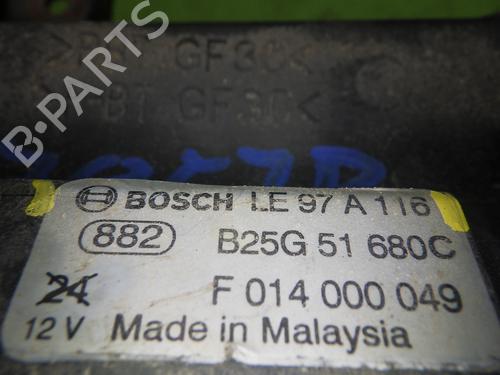 GF30<
>PBT GF30<
BOSCH LE 97 A 116
882 B25G 51 680C
24 F 014 000 049
12 V Made in Malaysia
B-PARTS